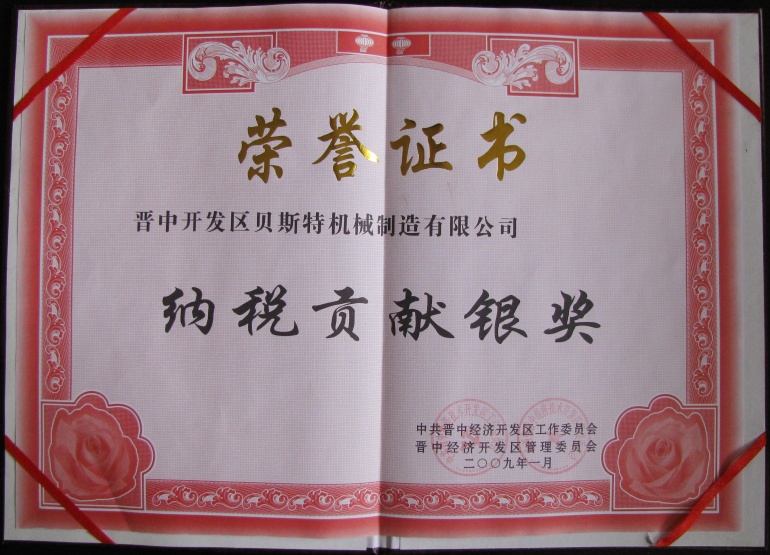 荣誉证书
晋中开发区贝斯特机械制造有限公司
纳税贡献银奖
中共晋中经济开发区工作委员会
晋中经济开发区管理委员会
二〇〇九年一月